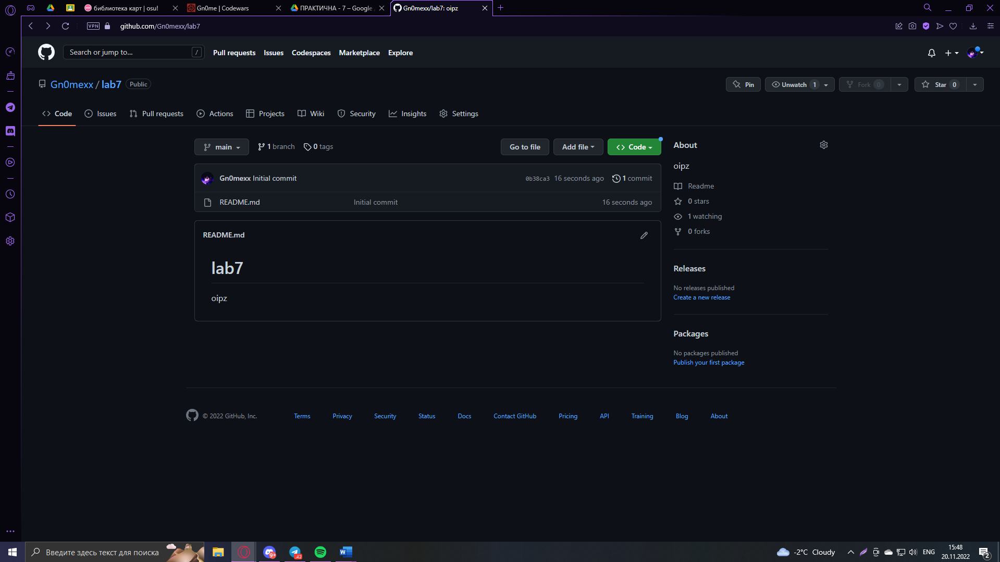 библиотека карт | osu!
Gn0me | Codewars
ПРАКТИЧНА - 7 – Google
Gn0mexx/lab7: oipz
VPN
github.com/Gn0mexx/lab7
Search or jump to...
/
Pull requests
Issues
Codespaces
Marketplace
Explore
Gn0mexx / lab7
Public
Pin
Unwatch 1
Fork 0
Star 0
Code
Issues
Pull requests
Actions
Projects
Wiki
Security
Insights
Settings
main
1 branch
0 tags
Go to file
Add file
Code
About
oipz
Gn0mexx Initial commit
0b38ca3 16 seconds ago
1 commit
README.md
Initial commit
16 seconds ago
Readme
0 stars
1 watching
0 forks
README.md
lab7
oipz
Releases
No releases published
Create a new release
Packages
No packages published
Publish your first package
© 2022 GitHub, Inc.
Terms
Privacy
Security
Status
Docs
Contact GitHub
Pricing
API
Training
Blog
About
Введите здесь текст для поиска
9+
42
-2°C Cloudy
ENG
15:48
20.11.2022
2